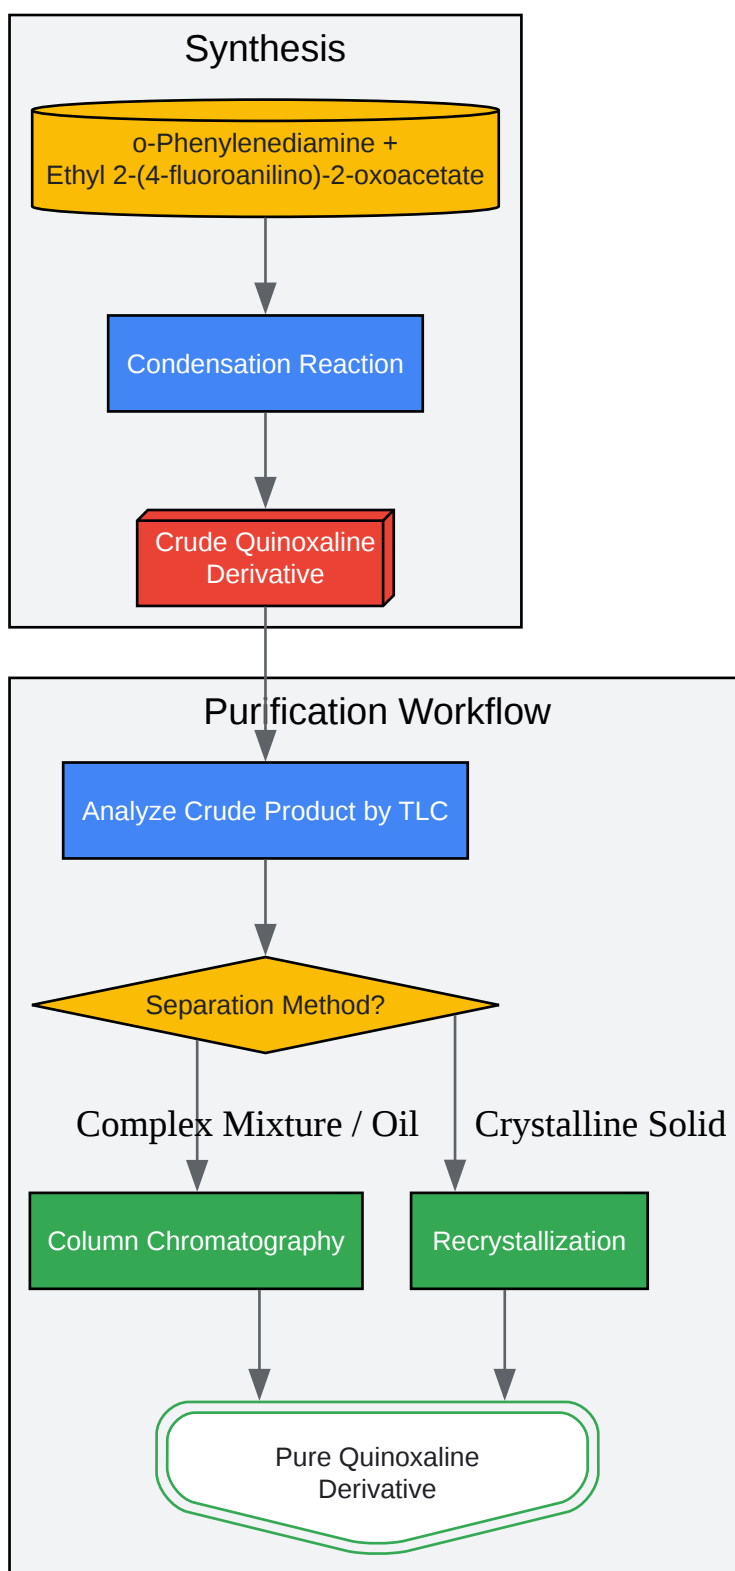 Synthesis
o-Phenylenediamine +
Ethyl 2-(4-fluoroanilino)-2-oxoacetate
Condensation Reaction
Crude Quinoxaline
Derivative
Purification Workflow
Analyze Crude Product by TLC
Separation Method?
Complex Mixture / Oil
Crystalline Solid
Column Chromatography
Recrystallization
Pure Quinoxaline
Derivative